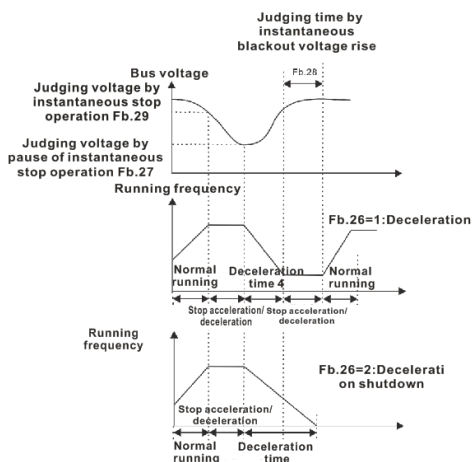 Judging time by
instantaneous
blackout voltage rise
Bus voltage
Fb.28
Judging voltage by
instantaneous stop
operation Fb.29
Judging voltage by
pause of instantaneous
stop operation Fb.27
Running frequency
Fb.26=1:Deceleration
Normal
running
Deceleration
time 4
Normal
running
Stop acceleration/
deceleration
Stop acceleration/
deceleration
Running
frequency
Fb.26=2:Decelerati
on shutdown
Stop acceleration/
deceleration
Normal
running
Deceleration
time